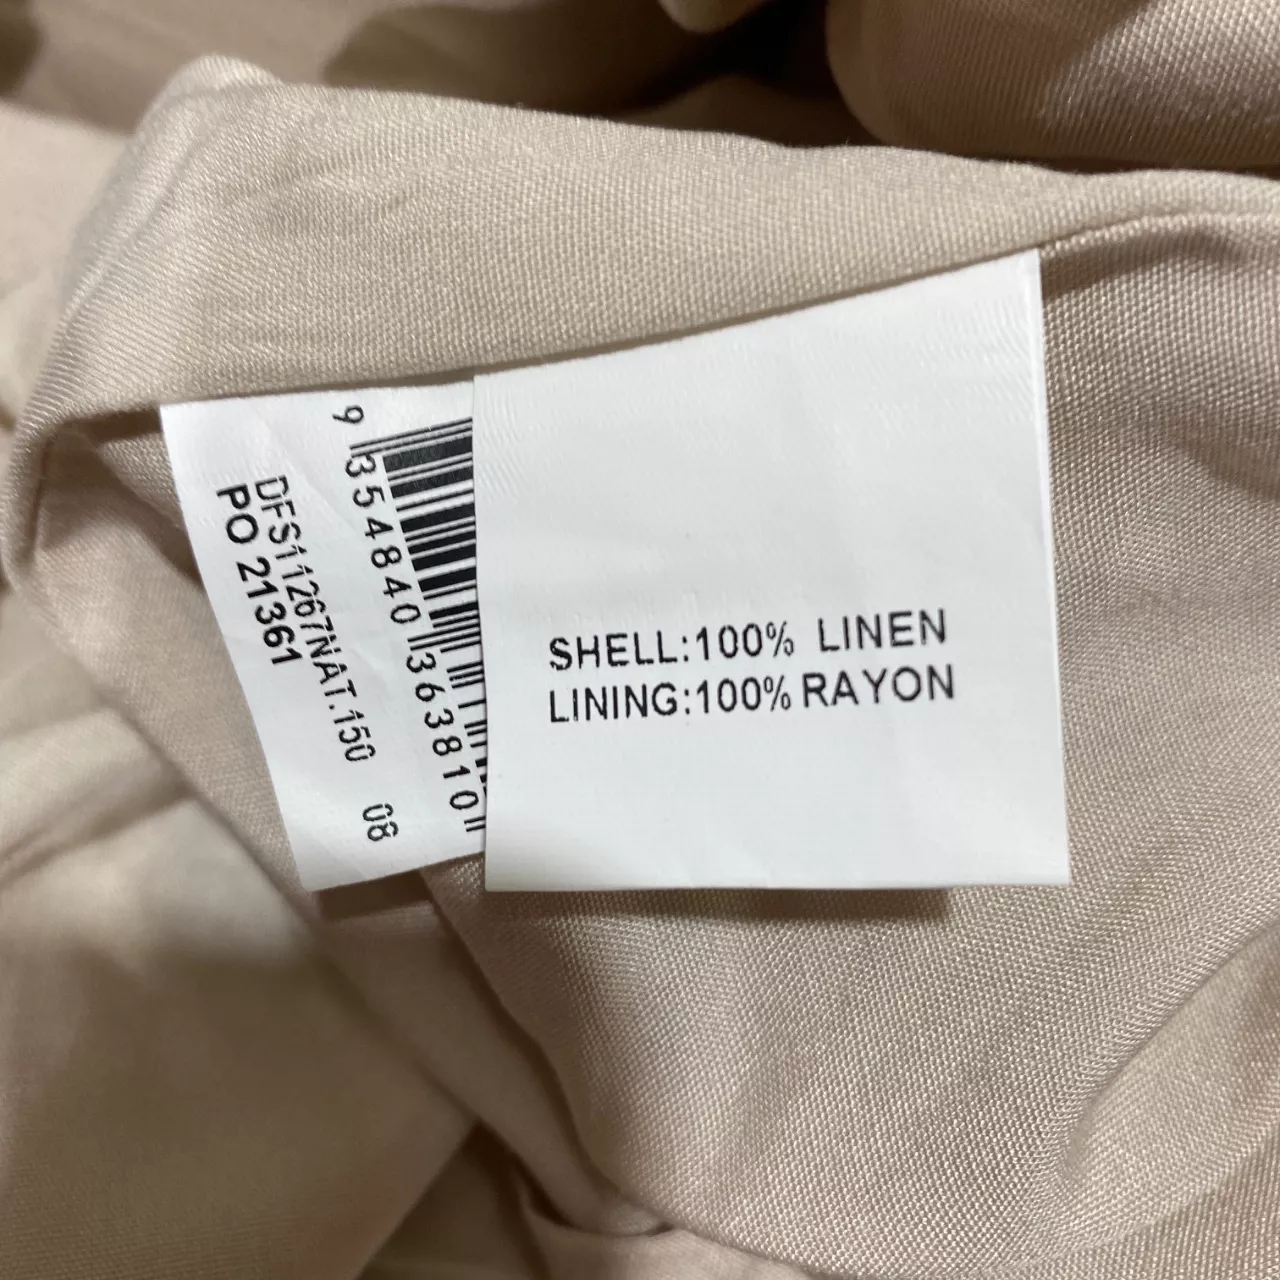 SHELL:100% LINEN
LINING:100% RAYON
9 354840 363810
DFS11267NAT.150 08
PO 21361